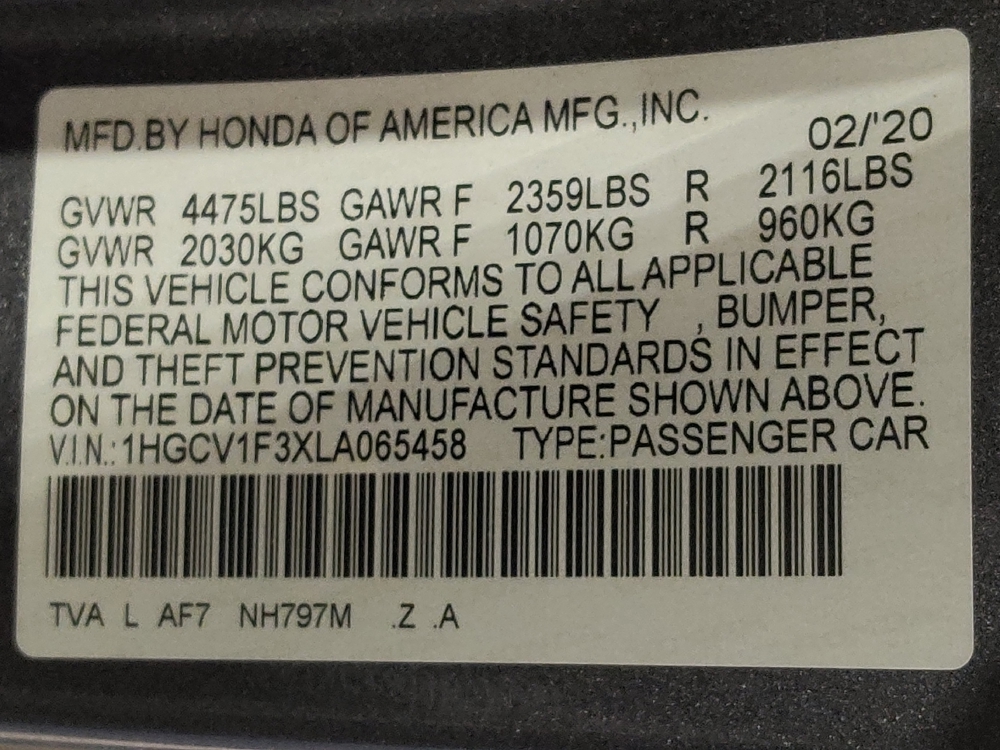 MFD.BY HONDA OF AMERICA MFG.,INC.
02/'20
GVWR 4475LBS GAWR F 2359LBS R 2116LBS
GVWR 2030KG GAWR F 1070KG R 960KG
THIS VEHICLE CONFORMS TO ALL APPLICABLE
FEDERAL MOTOR VEHICLE SAFETY , BUMPER,
AND THEFT PREVENTION STANDARDS IN EFFECT
ON THE DATE OF MANUFACTURE SHOWN ABOVE.
V.I.N.:1HGCV1F3XLA065458 TYPE:PASSENGER CAR
TVA L AF7 NH797M .Z .A